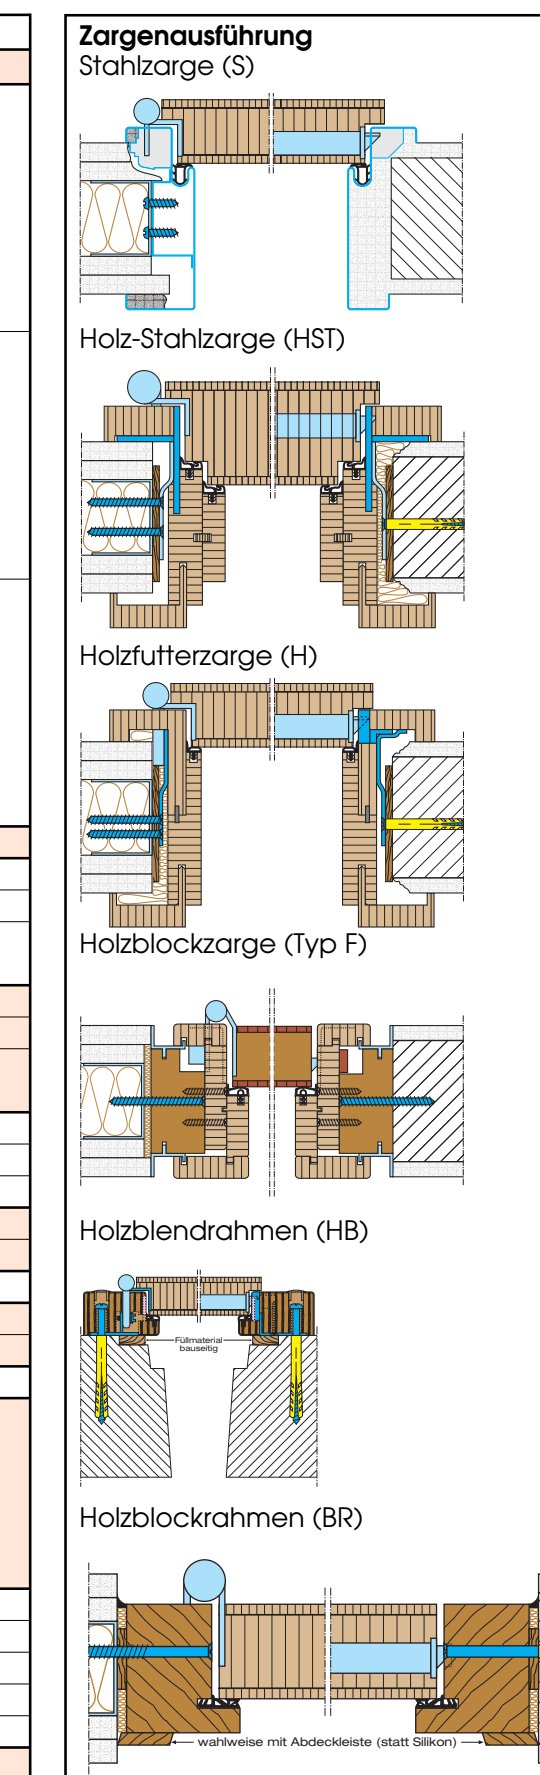 Zargenausführung
Stahlzarge (S)
Holz-Stahlzarge (HST)
Holzfutterzarge (H)
Holzblockzarge (Typ F)
Holzblendrahmen (HB)
Füllmaterial
bauseitig
Holzblockrahmen (BR)
wahlweise mit Abdeckleiste (statt Silikon)